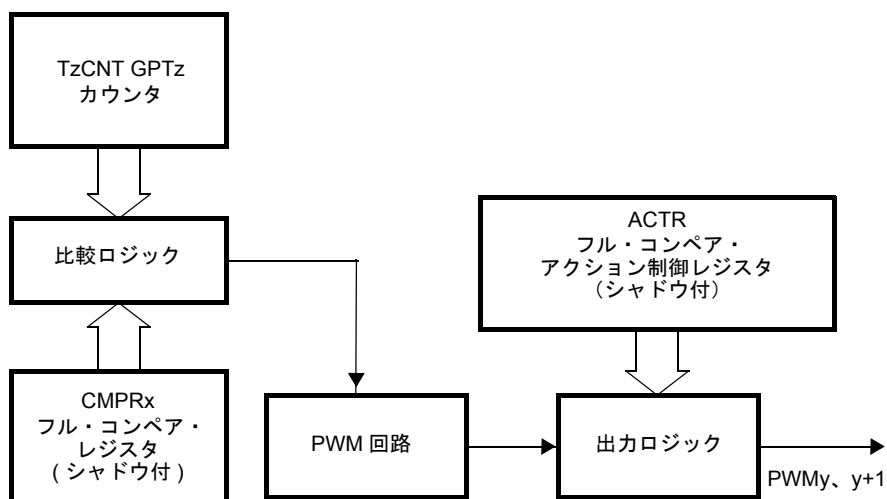 TzCNT GPTz
カウンタ
比較ロジック
CMPRx
フル・コンペア・
レジスタ
( シャドウ付 )
PWM 回路
ACTR
フル・コンペア・
アクション制御レジスタ
（シャドウ付）
出力ロジック
PWMy、y+1